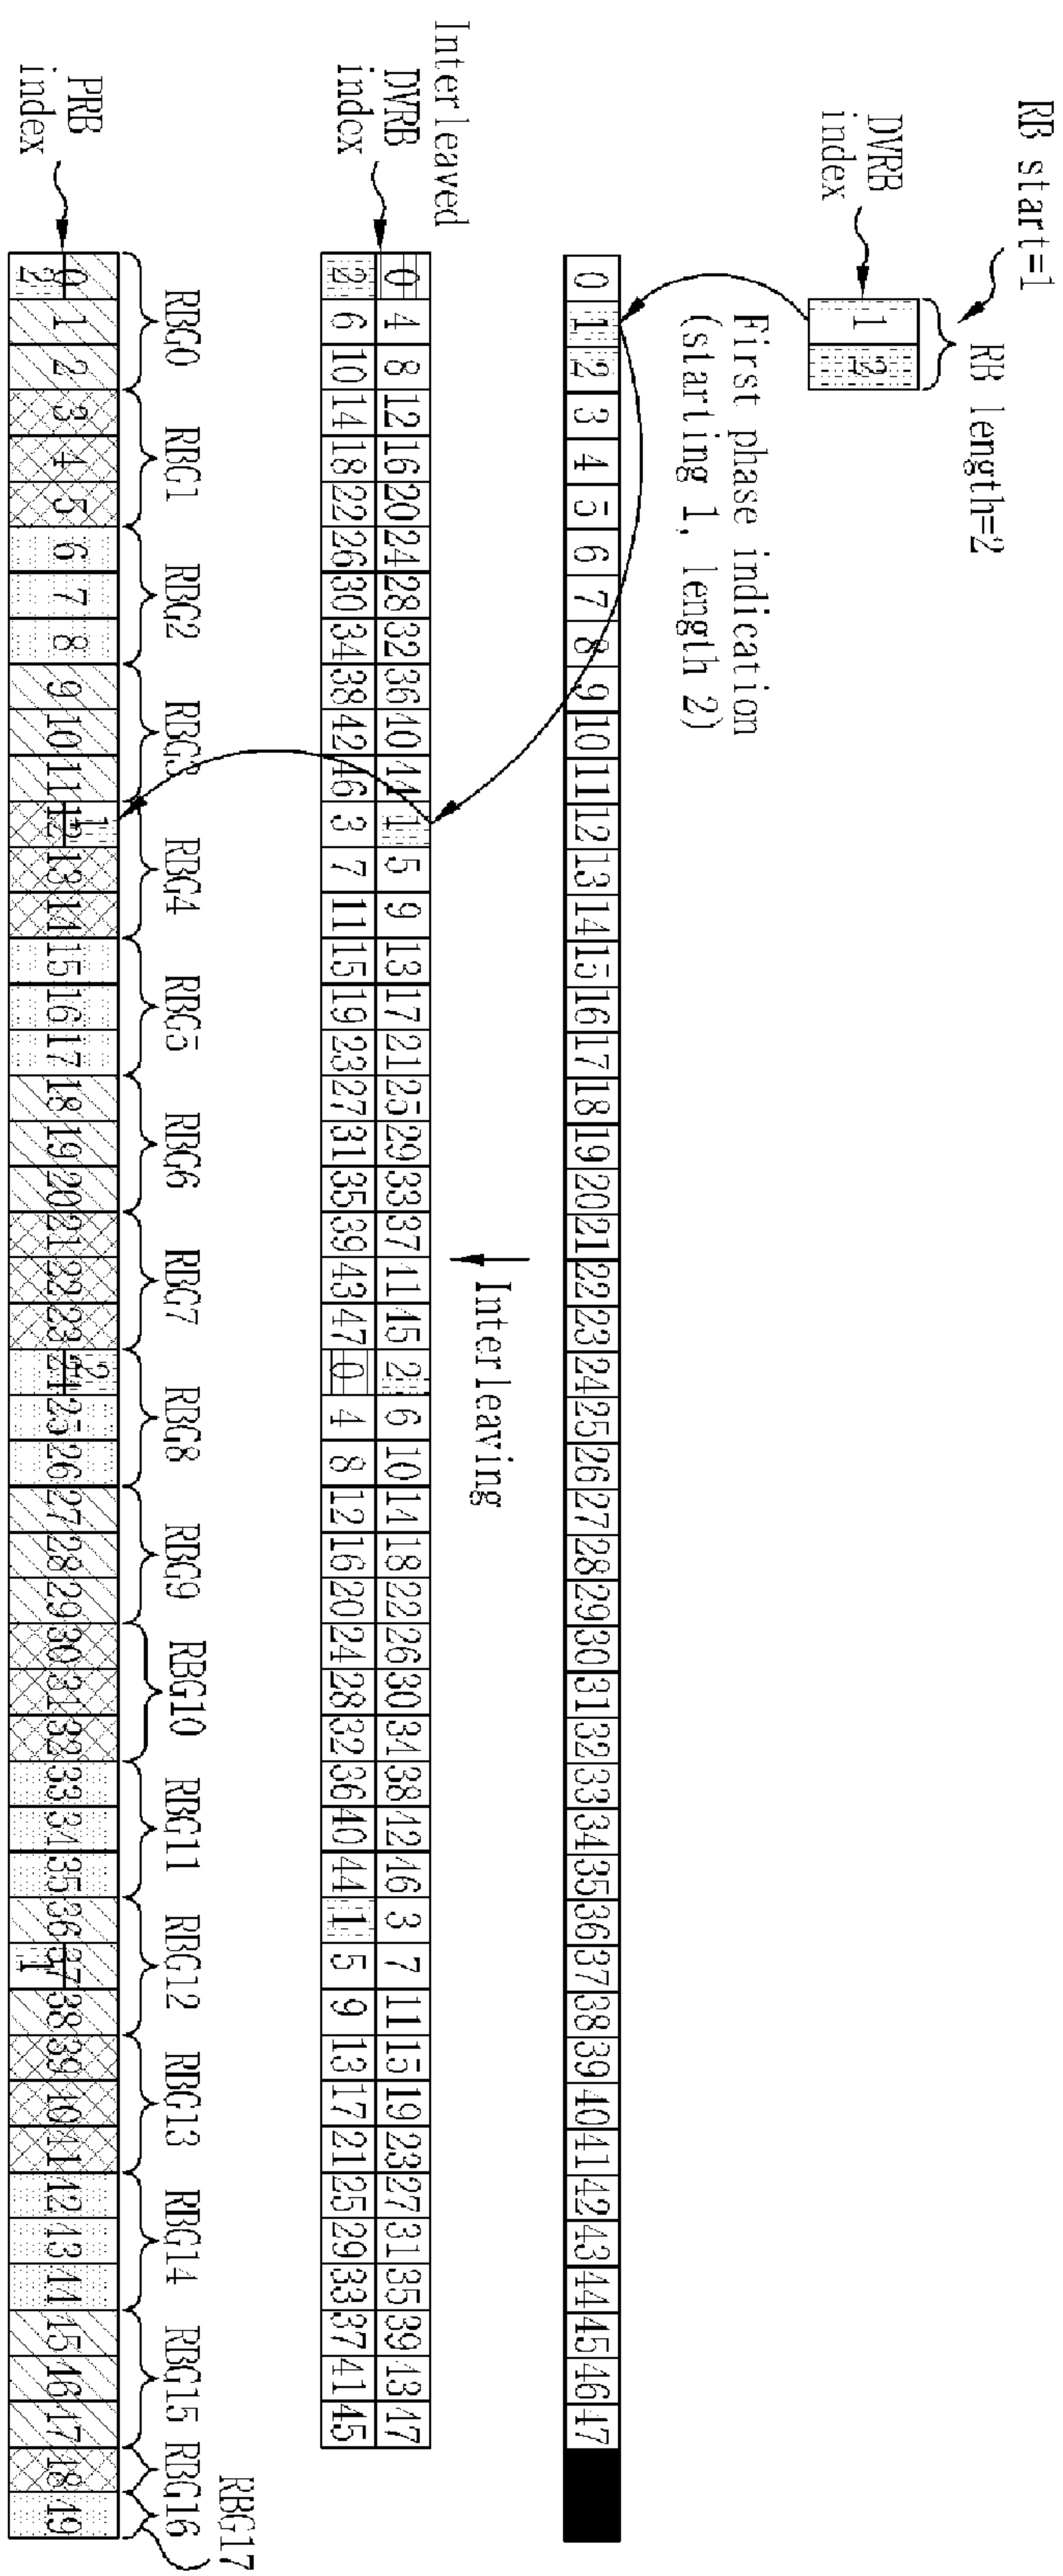 RB start=1
RB length=2
DVRB
index
1 2
First phase indication
(starting 1, length 2)
0 1 2 3 4 5 6 7 8 9 10 11 12 13 14 15 16 17 18 19 20 21 22 23 24 25 26 27 28 29 30 31 32 33 34 35 36 37 38 39 40 41 42 43 44 45 46 47
Interleaving
Interleaved
DVRB
index
0 4 8 12 16 20 24 28 32 36 40 44 1 5 9 13 17 21 25 29 33 37 41 45 2 6 10 14 18 22 26 30 34 38 42 46 3 7 11 15 19 23 27 31 35 39 43 47
2 6 10 14 18 22 26 30 34 38 42 46 3 7 11 15 19 23 27 31 35 39 43 47 0 4 8 12 16 20 24 28 32 36 40 44 1 5 9 13 17 21 25 29 33 37 41 45
RBG17
RBG0 RBG1 RBG2 RBG3 RBG4 RBG5 RBG6 RBG7 RBG8 RBG9 RBG10 RBG11 RBG12 RBG13 RBG14 RBG15 RBG16
PRB
index
1 2
0 1 2 3 4 5 6 7 8 9 10 11 12 13 14 15 16 17 18 19 20 21 22 23 24 25 26 27 28 29 30 31 32 33 34 35 36 37 38 39 40 41 42 43 44 45 46 47 48 49
2 1